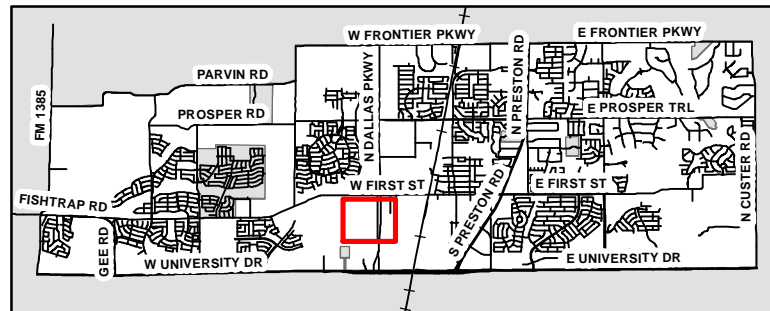 W FRONTIER PKWY
E FRONTIER PKWY
FM 1385
PARVIN RD
N PRESTON RD
PROSPER RD
N DALLAS PKWY
E PROSPER TRL
N CUSTER RD
W FIRST ST
E FIRST ST
FISHTRAP RD
S PRESTON RD
GEE RD
W UNIVERSITY DR
E UNIVERSITY DR